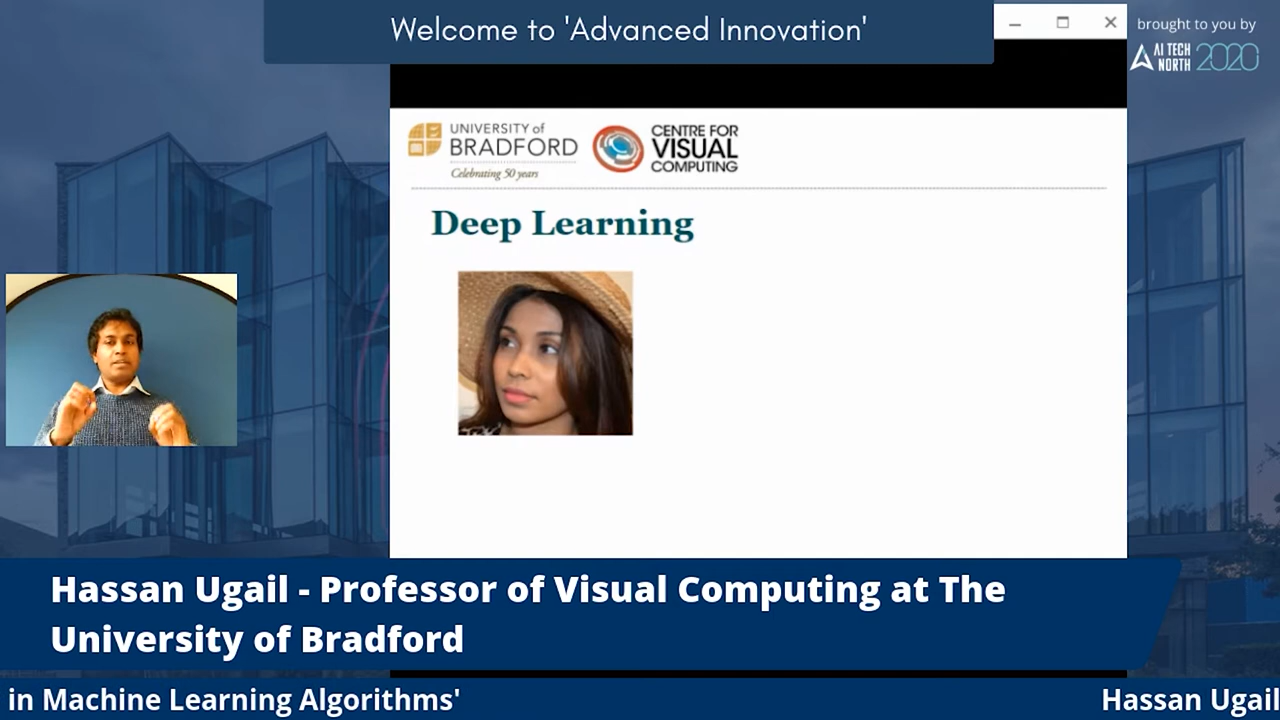 Welcome to 'Advanced Innovation'
brought to you by
AI TECH
NORTH 2020
UNIVERSITY of
BRADFORD
Celebrating 50 years
CENTRE FOR
VISUAL
COMPUTING
Deep Learning
Hassan Ugail - Professor of Visual Computing at The
University of Bradford
in Machine Learning Algorithms'
Hassan Ugail